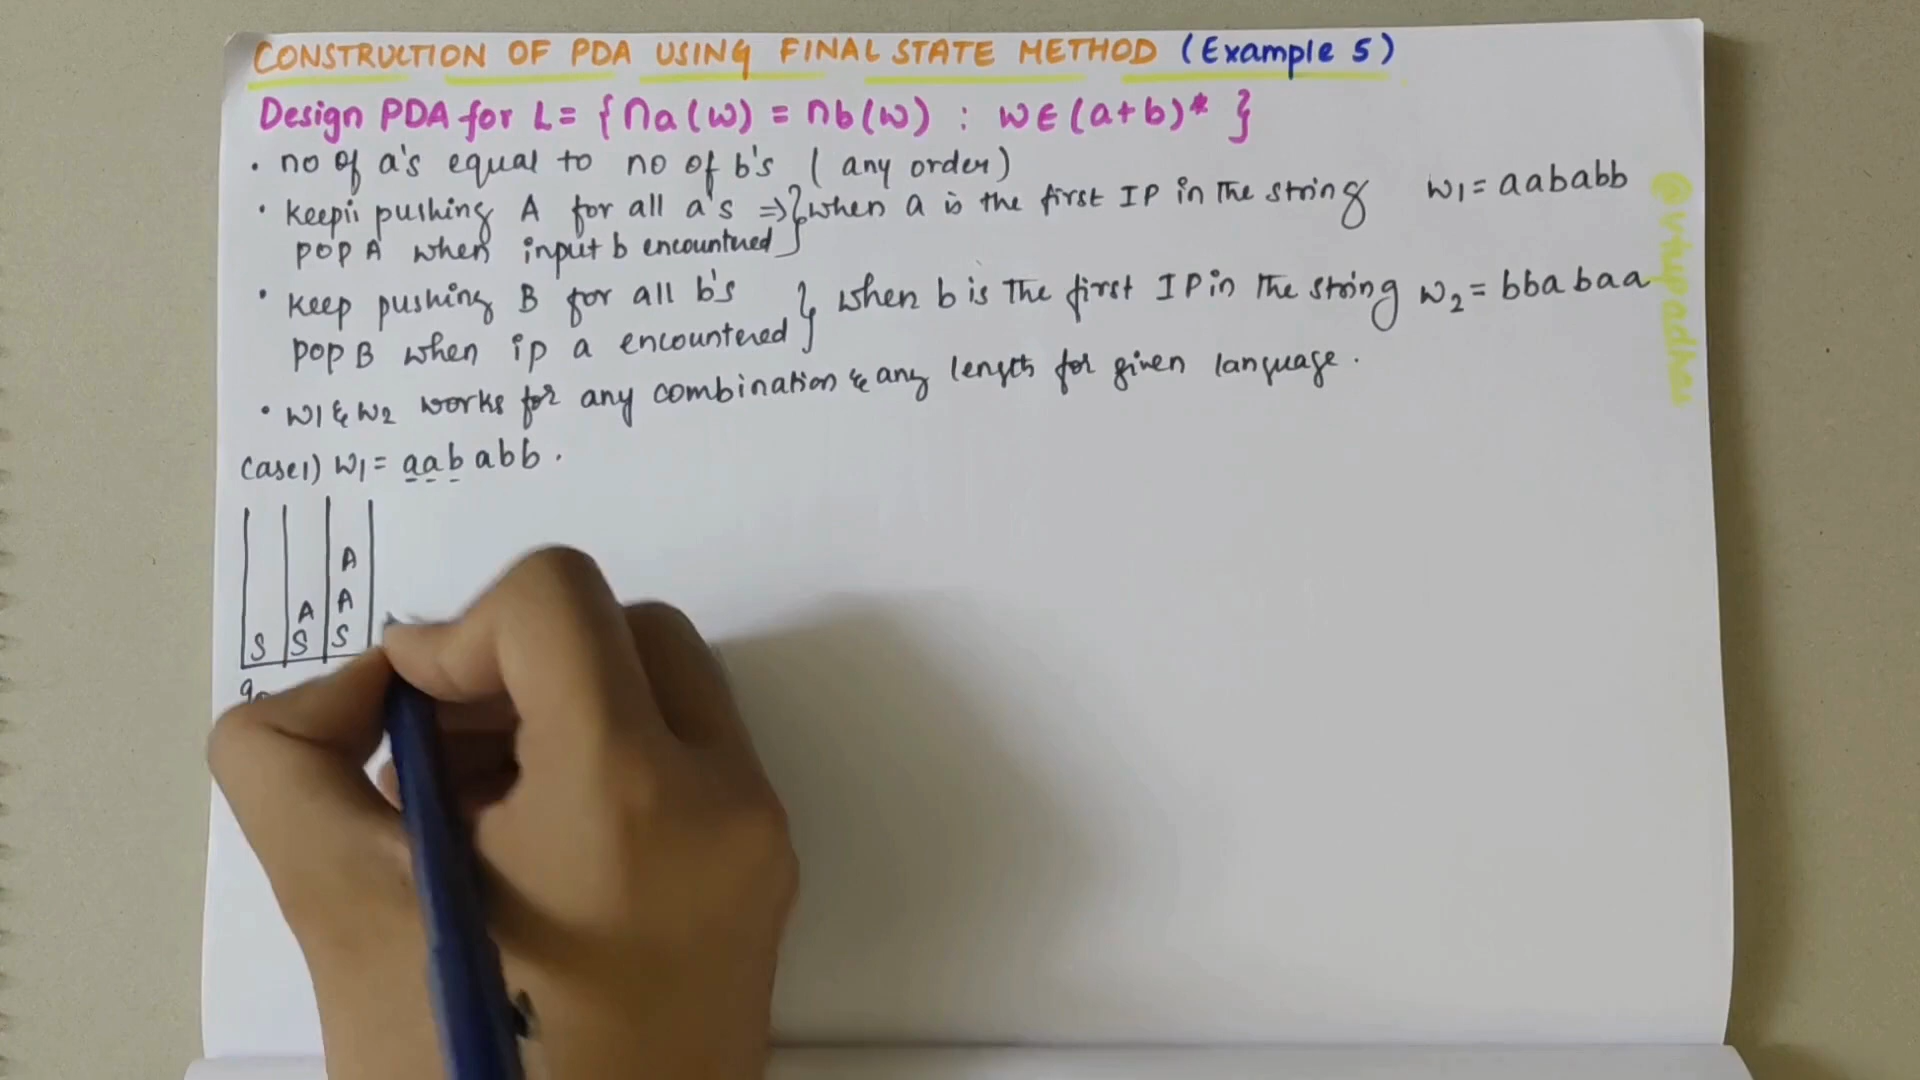 CONSTRUCTION OF PDA USING FINAL STATE METHOD (Example 5)
Design PDA for L = { na(w) = nb(w) : w ∈ (a+b)* }
• no of a's equal to no of b's ( any order)
• Keepii pushing A for all a's ⇒ } when a is the first IP in the string w1 = aababb
pop A when input b encountered
• Keep pushing B for all b's } when b is the first IP in the string w2 = bbabaa
pop B when ip a encountered
• w1 & w2 works for any combination & any length for given language .
Case1) w1 = aababb .
A
A A
S S S
q0
@vtupadhai